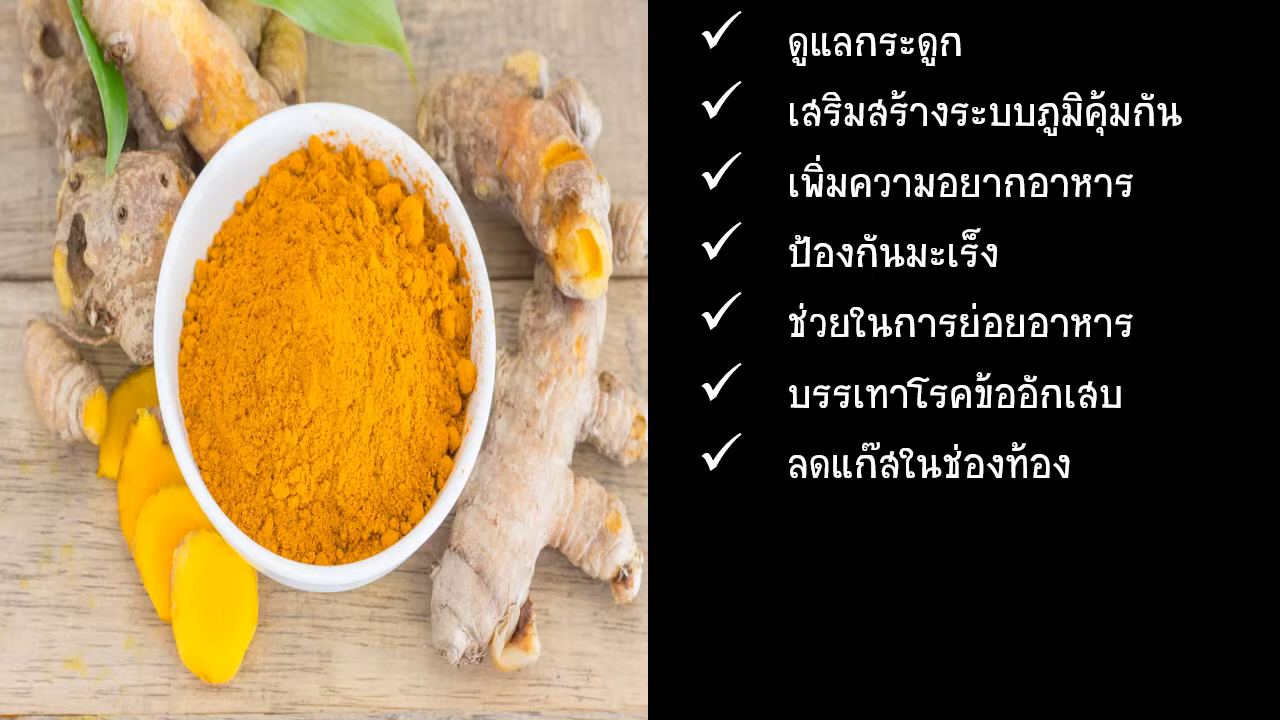 ✓ ดูแลกระดูก
✓ เสริมสร้างระบบภูมิคุ้มกัน
✓ เพิ่มความอยากอาหาร
✓ ป้องกันมะเร็ง
✓ ช่วยในการย่อยอาหาร
✓ บรรเทาโรคข้ออักเสบ
✓ ลดแก๊สในช่องท้อง